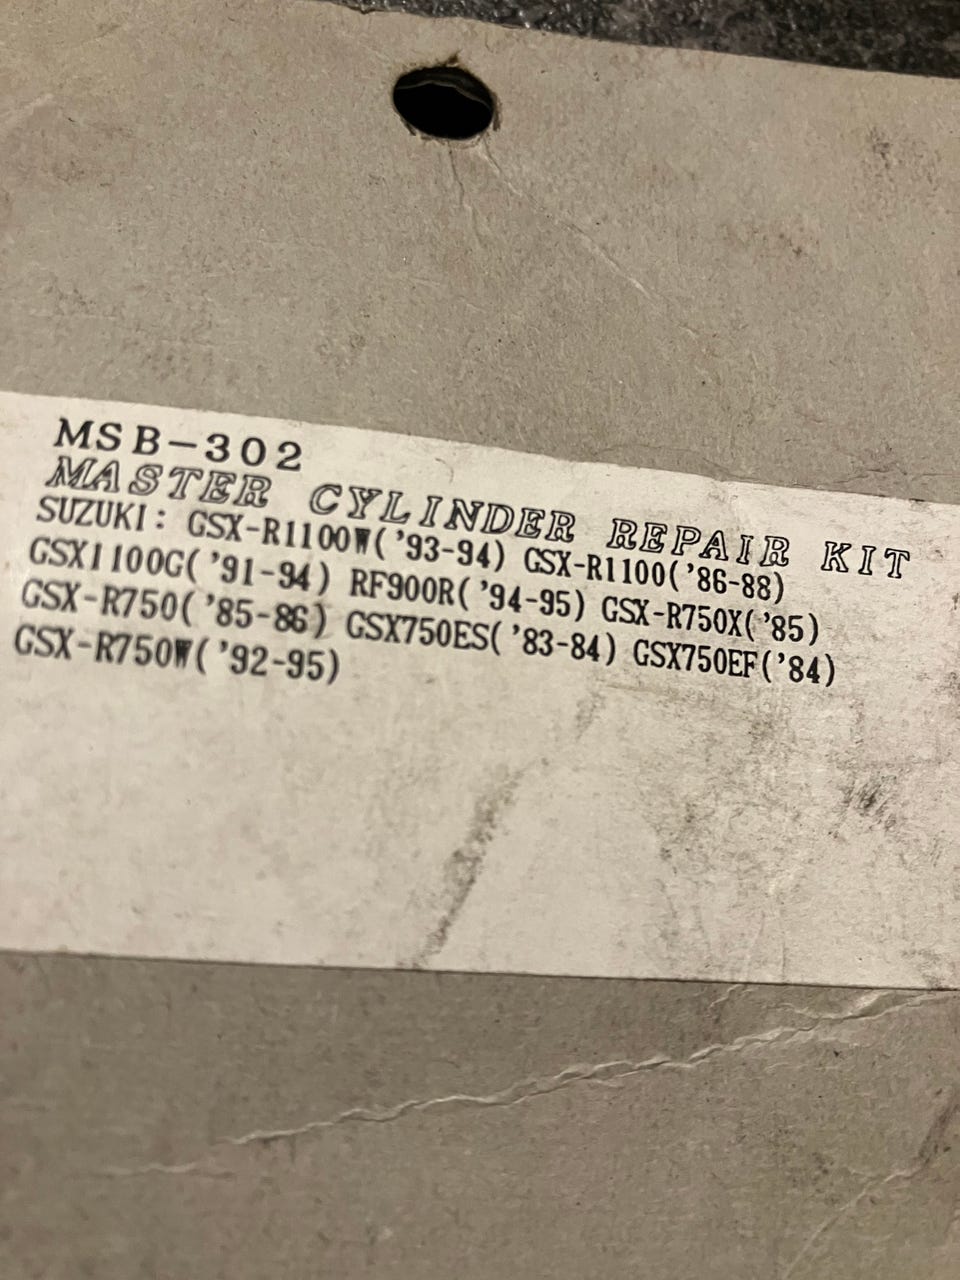 MSB-302
MASTER CYLINDER REPAIR KIT
SUZUKI: GSX-R1100W('93-94) GSX-R1100('86-88)
GSX1100G('91-94) RF900R('94-95) GSX-R750X('85)
GSX-R750('85-86) GSX750ES('83-84) GSX750EF('84)
GSX-R750W('92-95)